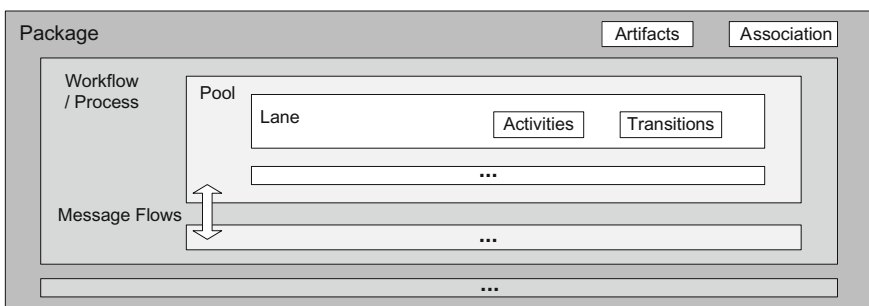 Package
Artifacts
Association
Workflow
/ Process
Pool
Lane
Activities
Transitions
...
Message Flows
...
...